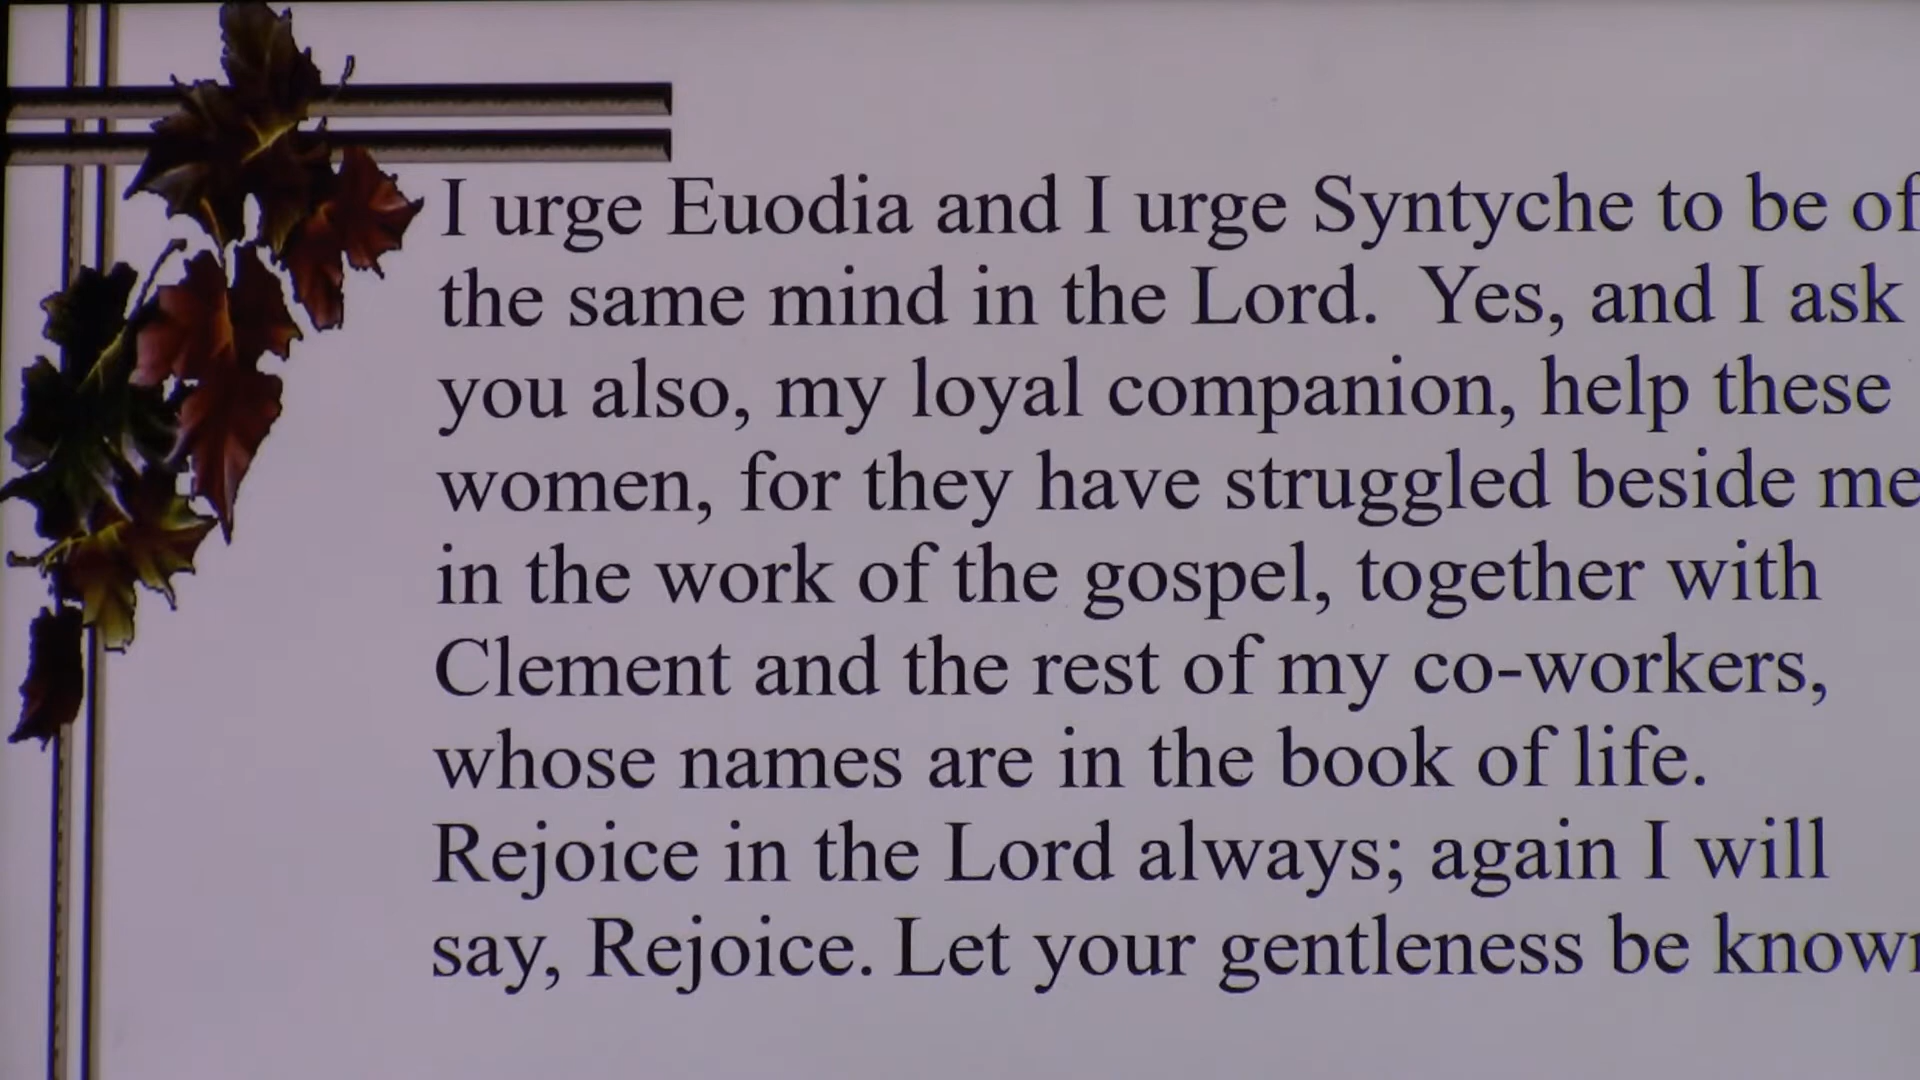 I urge Euodia and I urge Syntyche to be of
the same mind in the Lord.  Yes, and I ask
you also, my loyal companion, help these
women, for they have struggled beside me
in the work of the gospel, together with
Clement and the rest of my co-workers,
whose names are in the book of life.
Rejoice in the Lord always; again I will
say, Rejoice. Let your gentleness be known